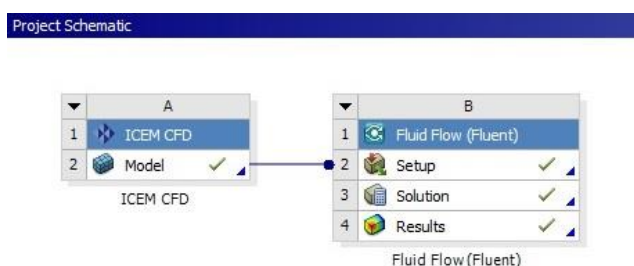 Project Schematic
A
1 ICEM CFD
2 Model
ICEM CFD
B
1 Fluid Flow (Fluent)
2 Setup
3 Solution
4 Results
Fluid Flow (Fluent)